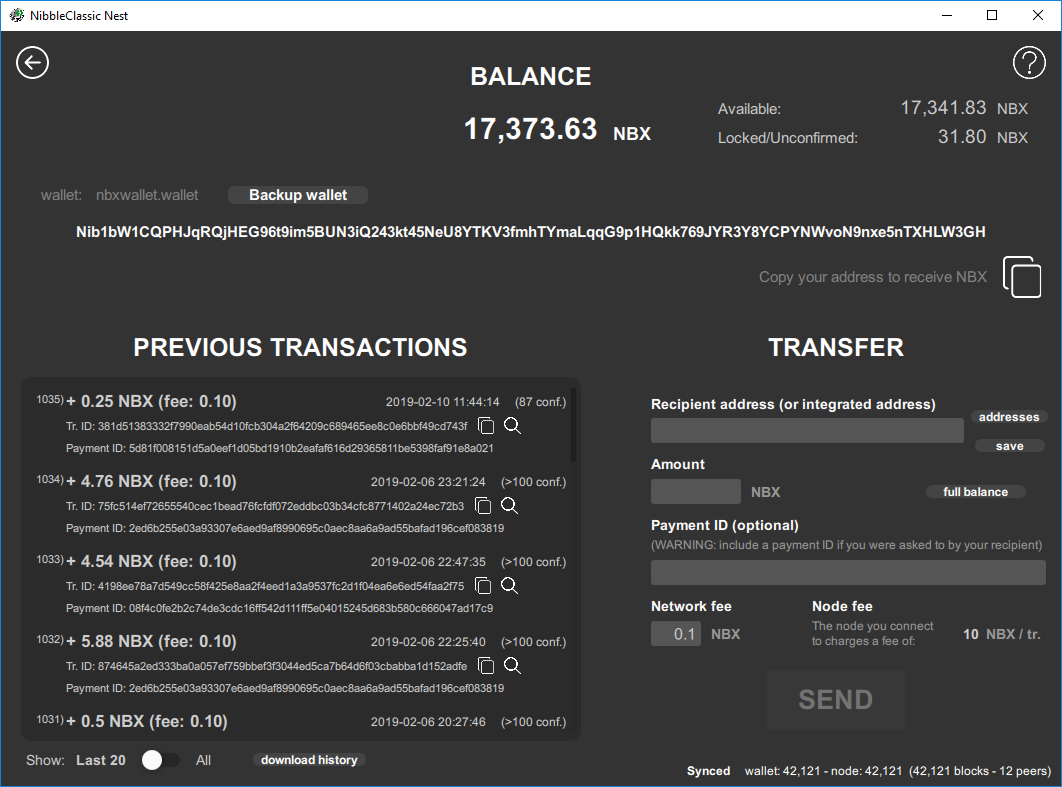 NibbleClassic Nest
BALANCE
17,373.63 NBX
Available: 17,341.83 NBX
Locked/Unconfirmed: 31.80 NBX
wallet: nbxwallet.wallet Backup wallet
Nib1bW1CQPHJqRQjHEG96t9im5BUN3iQ243kt45NeU8YTKV3fmhTYmaLqqG9p1HQkk769JYR3Y8YCPYNWvoN9nxe5nTXHLW3GH
Copy your address to receive NBX
PREVIOUS TRANSACTIONS
1035) + 0.25 NBX (fee: 0.10) 2019-02-10 11:44:14 (87 conf.)
Tr. ID: 381d51383332f7990eab54d10fcb304a2f64209c689465ee8c0e6bbf49cd743f
Payment ID: 5d81f008151d5a0eef1d05bd1910b2eafaf616d29365811be5398faf91e8a021
1034) + 4.76 NBX (fee: 0.10) 2019-02-06 23:21:24 (>100 conf.)
Tr. ID: 75fc514ef72655540cec1bead76fcfdf072eddbc03b34cfc8771402a24ec72b3
Payment ID: 2ed6b255e03a93307e6aed9af8990695c0aec8aa6a9ad55bafad196cef083819
1033) + 4.54 NBX (fee: 0.10) 2019-02-06 22:47:35 (>100 conf.)
Tr. ID: 4198ee78a7d549cc58f425e8aa2f4eed1a3a9537fc2d1f04ea6e6ed54faa2f75
Payment ID: 08f4c0fe2b2c74de3cdc16ff542d111ff5e04015245d683b580c666047ad17c9
1032) + 5.88 NBX (fee: 0.10) 2019-02-06 22:25:40 (>100 conf.)
Tr. ID: 874645a2ed333ba0a057ef759bbef3f3044ed5ca7b64d6f03cbabba1d152adfe
Payment ID: 2ed6b255e03a93307e6aed9af8990695c0aec8aa6a9ad55bafad196cef083819
1031) + 0.5 NBX (fee: 0.10) 2019-02-06 20:27:46 (>100 conf.)
Show: Last 20 All download history
TRANSFER
Recipient address (or integrated address)
addresses
save
Amount
NBX full balance
Payment ID (optional)
(WARNING: include a payment ID if you were asked to by your recipient)
Network fee
0.1 NBX
Node fee
The node you connect
to charges a fee of:
10 NBX / tr.
SEND
Synced wallet: 42,121 - node: 42,121 (42,121 blocks - 12 peers)